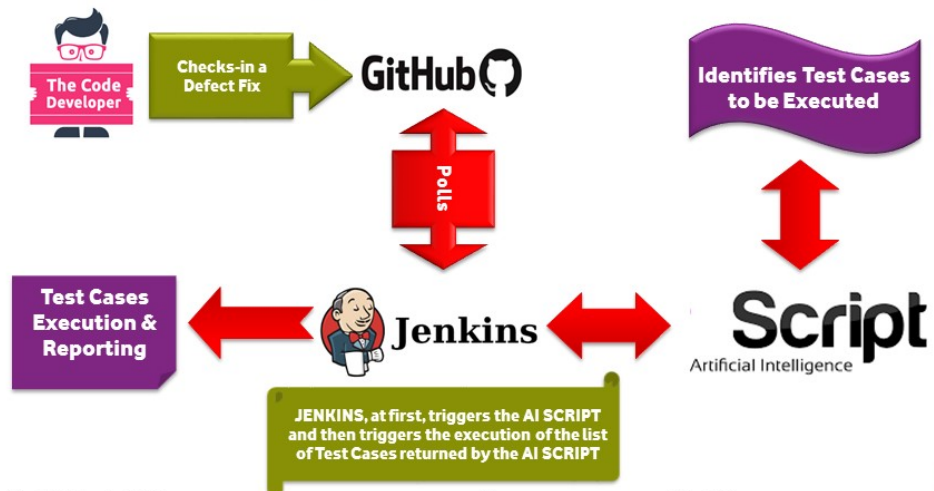 The Code
Developer
Checks-in a
Defect Fix
GitHub
Identifies Test Cases
to be Executed
Polls
Test Cases
Execution &
Reporting
Jenkins
Script
Artificial Intelligence
JENKINS, at first, triggers the AI SCRIPT
and then triggers the execution of the list
of Test Cases returned by the AI SCRIPT